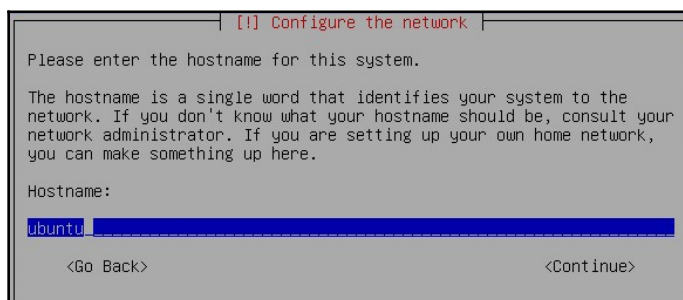 [!] Configure the network
Please enter the hostname for this system.
The hostname is a single word that identifies your system to the
network. If you don't know what your hostname should be, consult your
network administrator. If you are setting up your own home network,
you can make something up here.
Hostname:
ubuntu
<Go Back> <Continue>